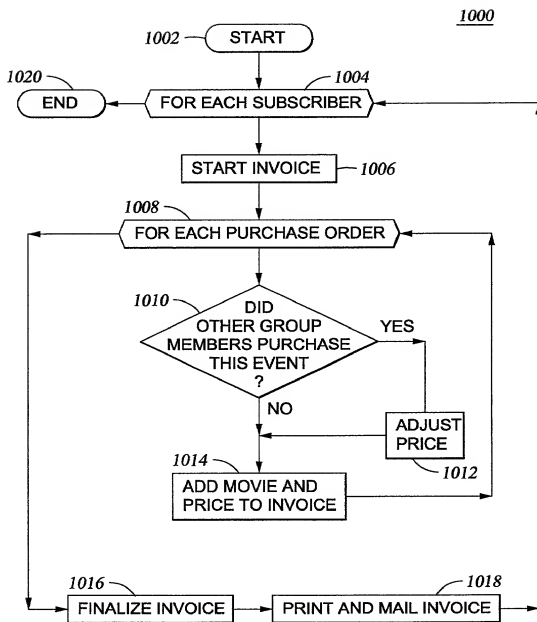 1000
1002
START
1020
1004
END
FOR EACH SUBSCRIBER
START INVOICE
1006
1008
FOR EACH PURCHASE ORDER
1010
DID
OTHER GROUP
MEMBERS PURCHASE
THIS EVENT
?
YES
NO
ADJUST
PRICE
1012
1014
ADD MOVIE AND
PRICE TO INVOICE
1016
1018
FINALIZE INVOICE
PRINT AND MAIL INVOICE